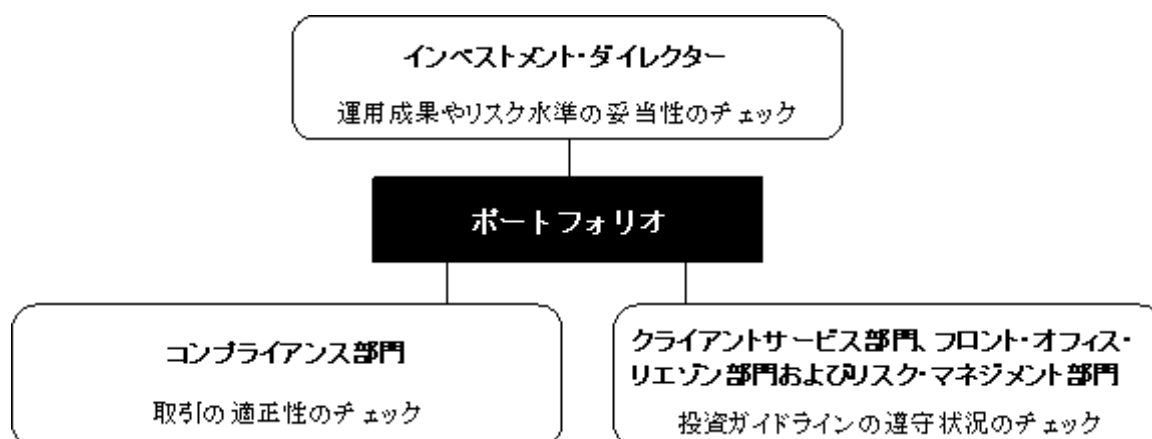 インベストメント・ダイレクター
運用成果やリスク水準の妥当性のチェック
ポートフォリオ
コンプライアンス部門
取引の適正性のチェック
クライアントサービス部門、フロント・オフィス・
リエゾン部門およびリスク・マネジメント部門
投資ガイドラインの遵守状況のチェック